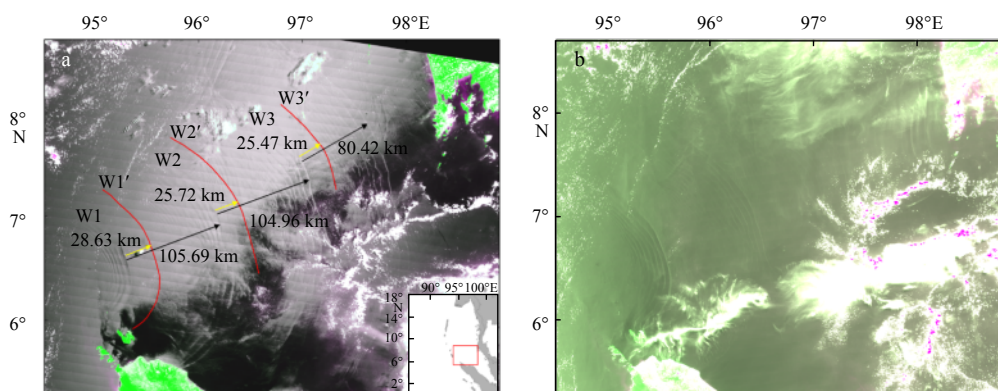 95° 96° 97° 98°E
a
8°
N
7°
6°
W3′
W3
W2′
25.47 km
80.42 km
W2
W1′
25.72 km
W1
104.96 km
28.63 km
105.69 km
90° 95°100°E
18°
N
14°
10°
6°
2°
95° 96° 97° 98°E
b
8°
N
7°
6°